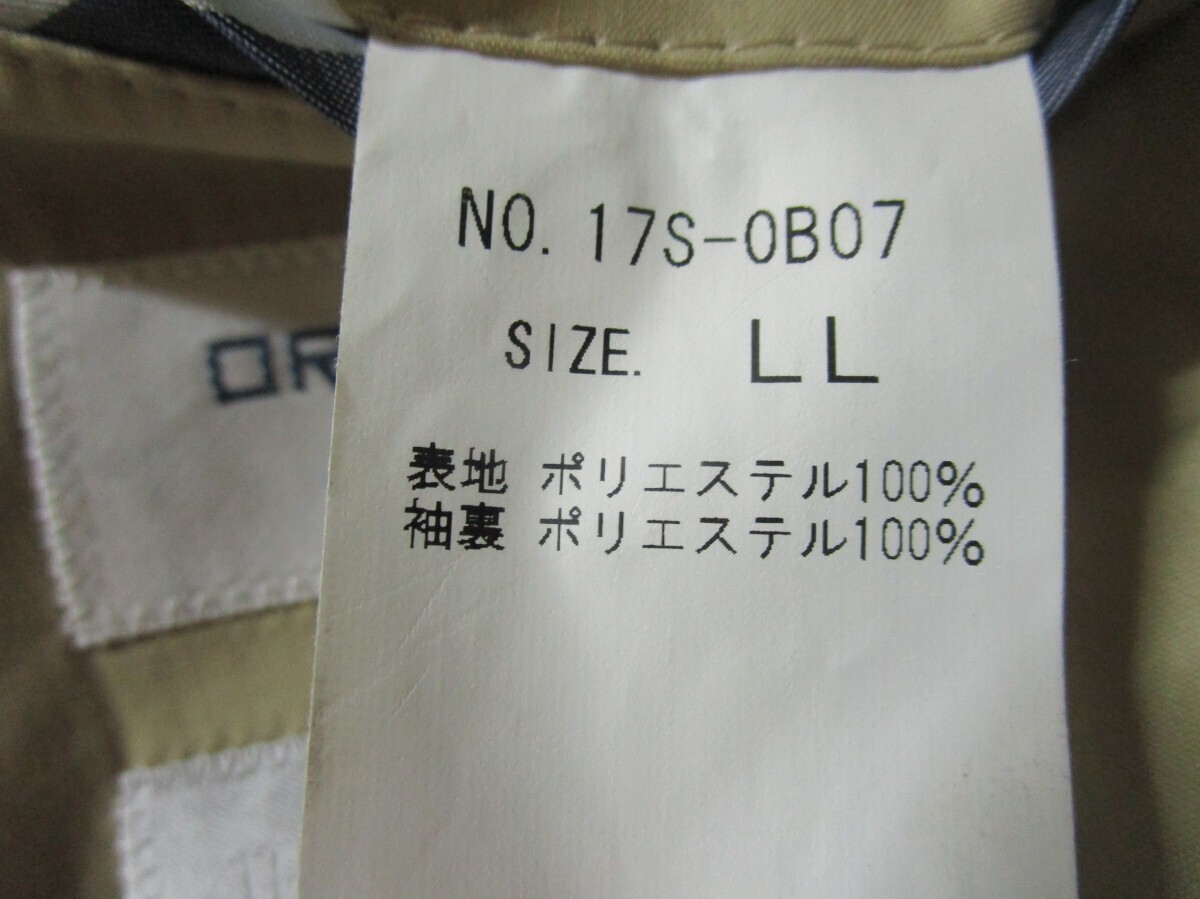 NO. 17S-0B07
SIZE. LL
表地 ポリエステル100%
袖裏 ポリエステル100%
OR